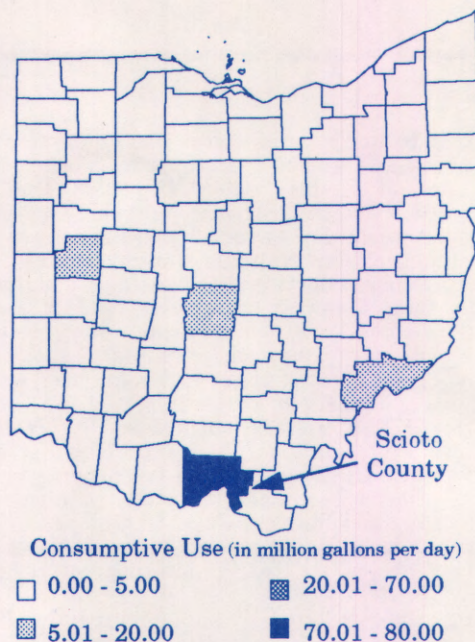 Scioto
County
Consumptive Use (in million gallons per day)
0.00 - 5.00
20.01 - 70.00
5.01 - 20.00
70.01 - 80.00